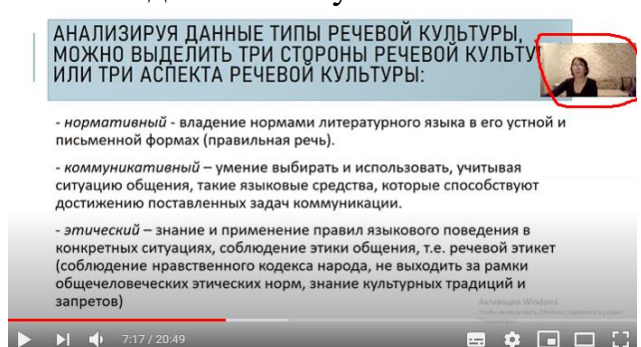 АНАЛИЗИРУЯ ДАННЫЕ ТИПЫ РЕЧЕВОЙ КУЛЬТУРЫ,
МОЖНО ВЫДЕЛИТЬ ТРИ СТОРОНЫ РЕЧЕВОЙ КУЛЬТУ
ИЛИ ТРИ АСПЕКТА РЕЧЕВОЙ КУЛЬТУРЫ:
- нормативный - владение нормами литературного языка в его устной и
письменной формах (правильная речь).
- коммуникативный – умение выбирать и использовать, учитывая
ситуацию общения, такие языковые средства, которые способствуют
достижению поставленных задач коммуникации.
- этический – знание и применение правил языкового поведения в
конкретных ситуациях, соблюдение этики общения, т.е. речевой этикет
(соблюдение нравственного кодекса народа, не выходить за рамки
общечеловеческих этических норм, знание культурных традиций и
запретов)
Активация Windows
7:17 / 20:49